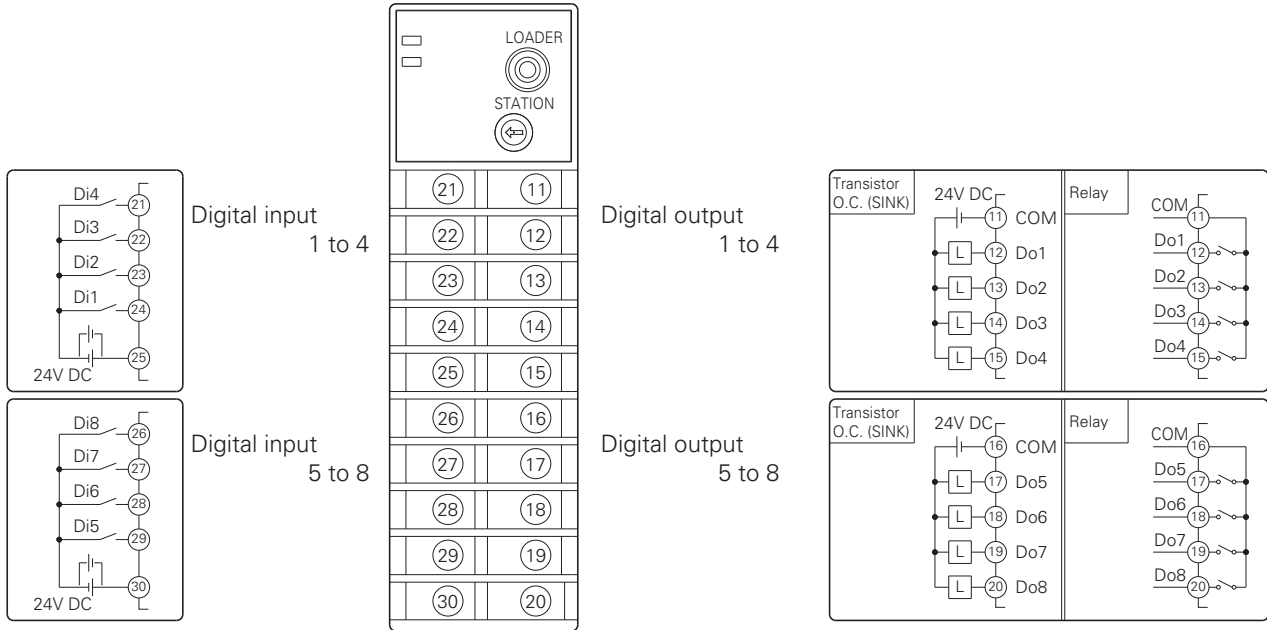 LOADER
STATION
Di4
21
Di3
22
Di2
23
Di1
24
25
24V DC
Digital input
1 to 4
Di8
26
Di7
27
Di6
28
Di5
29
30
24V DC
Digital input
5 to 8
21 11
22 12
23 13
24 14
25 15
26 16
27 17
28 18
29 19
30 20
Digital output
1 to 4
Transistor
O.C. (SINK)
24V DC
11 COM
L 12 Do1
L 13 Do2
L 14 Do3
L 15 Do4
Relay
COM
11
Do1
12
Do2
13
Do3
14
Do4
15
Digital output
5 to 8
Transistor
O.C. (SINK)
24V DC
16 COM
L 17 Do5
L 18 Do6
L 19 Do7
L 20 Do8
Relay
COM
16
Do5
17
Do6
18
Do7
19
Do8
20